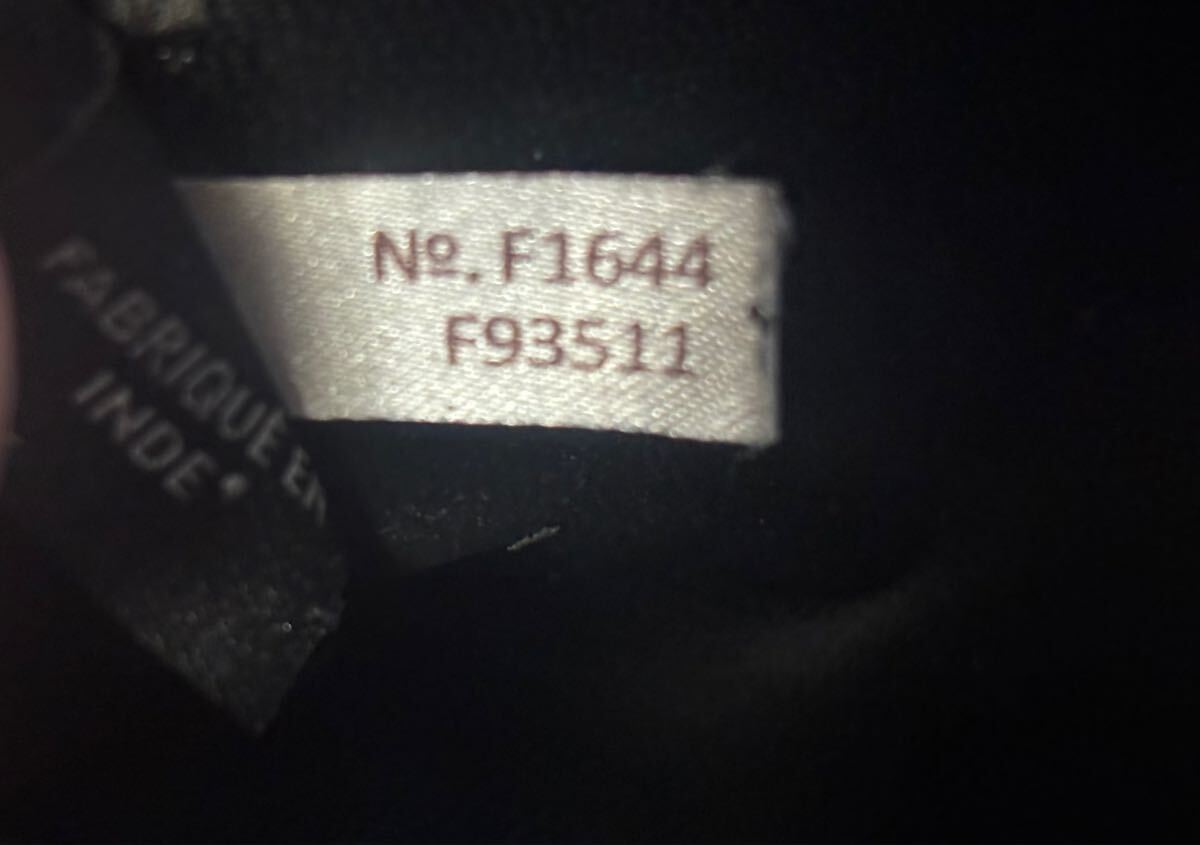 Nº. F1644
F93511
FABRIQUE EN
INDE